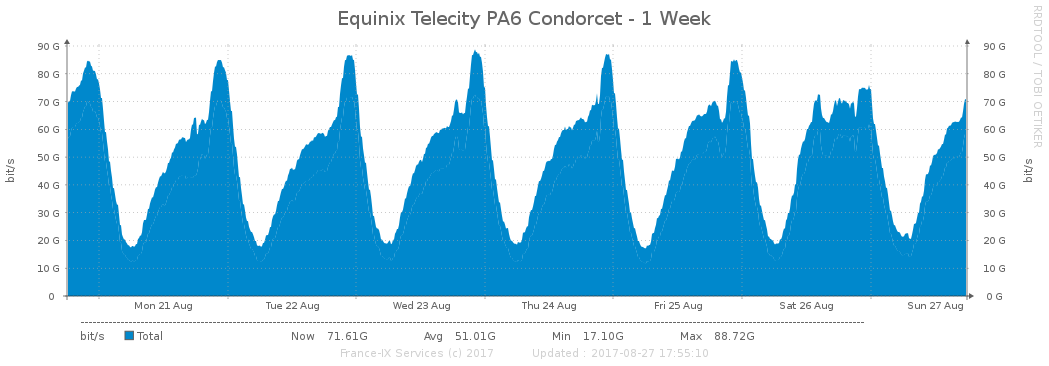 Equinix Telecity PA6 Condorcet - 1 Week
RRDTOOL / TOBI OETIKER
90 G 90 G
80 G 80 G
70 G 70 G
60 G 60 G
50 G 50 G
40 G 40 G
30 G 30 G
20 G 20 G
10 G 10 G
0 0 G
bit/s bit/s
Mon 21 Aug Tue 22 Aug Wed 23 Aug Thu 24 Aug Fri 25 Aug Sat 26 Aug Sun 27 Aug
bit/s Total Now 71.61G Avg 51.01G Min 17.10G Max 88.72G
France-IX Services (c) 2017 Updated : 2017-08-27 17:55:10